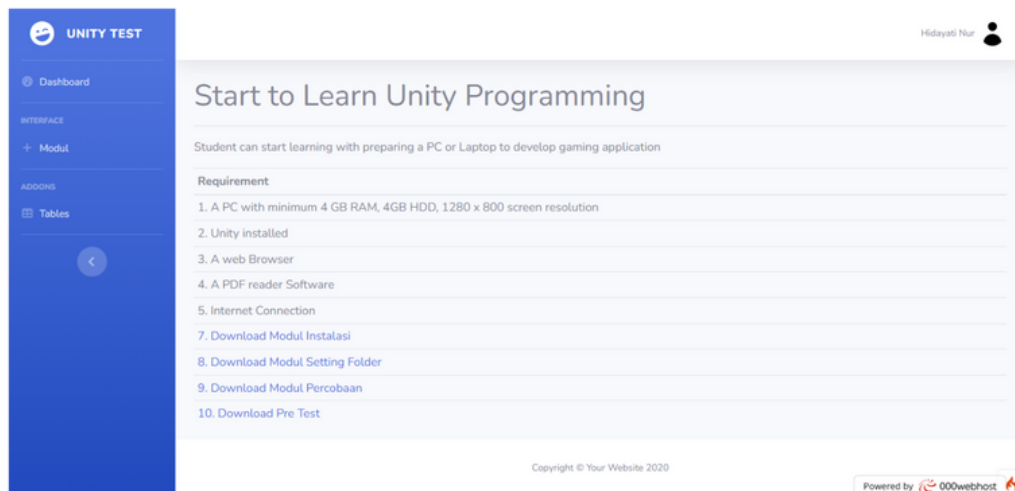 UNITY TEST
Hidayati Nur
Dashboard
INTERFACE
Modul
ADDONS
Tables
Start to Learn Unity Programming
Student can start learning with preparing a PC or Laptop to develop gaming application
Requirement
1. A PC with minimum 4 GB RAM, 4GB HDD, 1280 x 800 screen resolution
2. Unity installed
3. A web Browser
4. A PDF reader Software
5. Internet Connection
7. Download Modul Instalasi
8. Download Modul Setting Folder
9. Download Modul Percobaan
10. Download Pre Test
Copyright © Your Website 2020
Powered by 000webhost